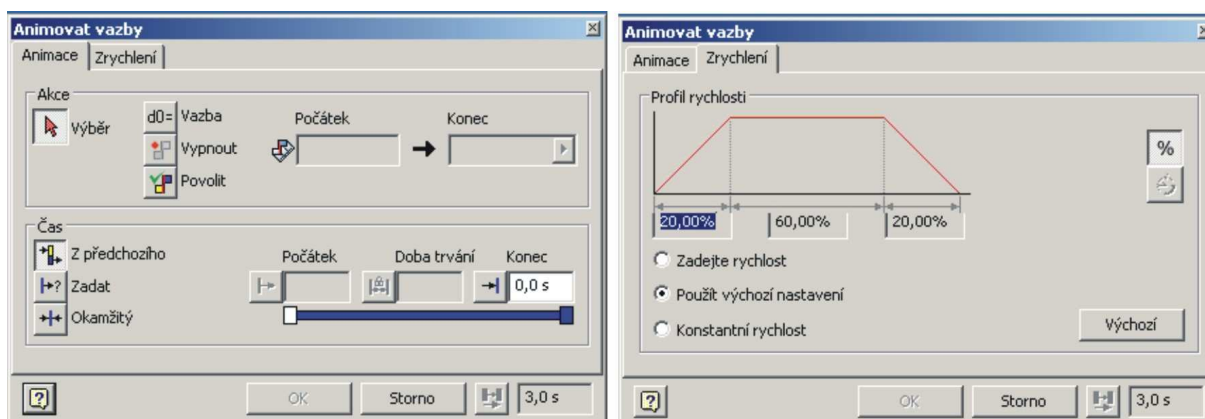 Animovat vazby
Animace Zrychlení
Akce
Výběr
d0= Vazba
Vypnout
Povolit
Počátek
Konec
Čas
Z předchozího
Zadat
Okamžitý
Počátek
Doba trvání
Konec
0,0 s
OK
Storno
3,0 s
Animovat vazby
Animace Zrychlení
Profil rychlosti
%
20,00% 60,00% 20,00%
Zadejte rychlost
Použít výchozí nastavení
Konstantní rychlost
Výchozí
OK
Storno
3,0 s